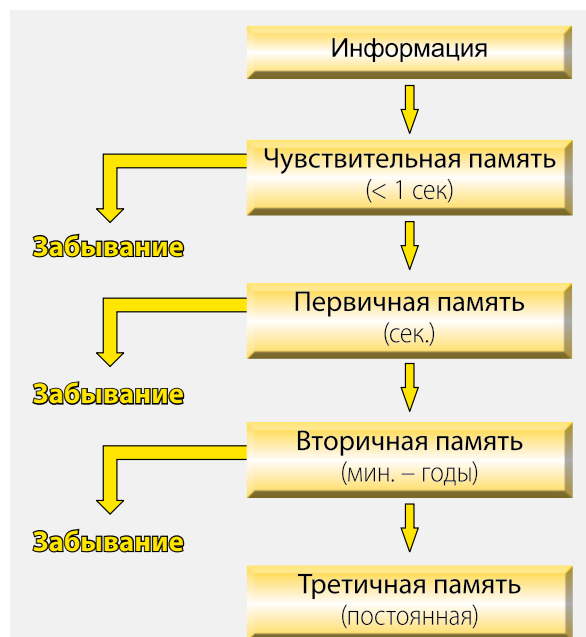 Информация
Чувствительная память
(< 1 сек)
Забывание
Первичная память
(сек.)
Забывание
Вторичная память
(мин. – годы)
Забывание
Третичная память
(постоянная)